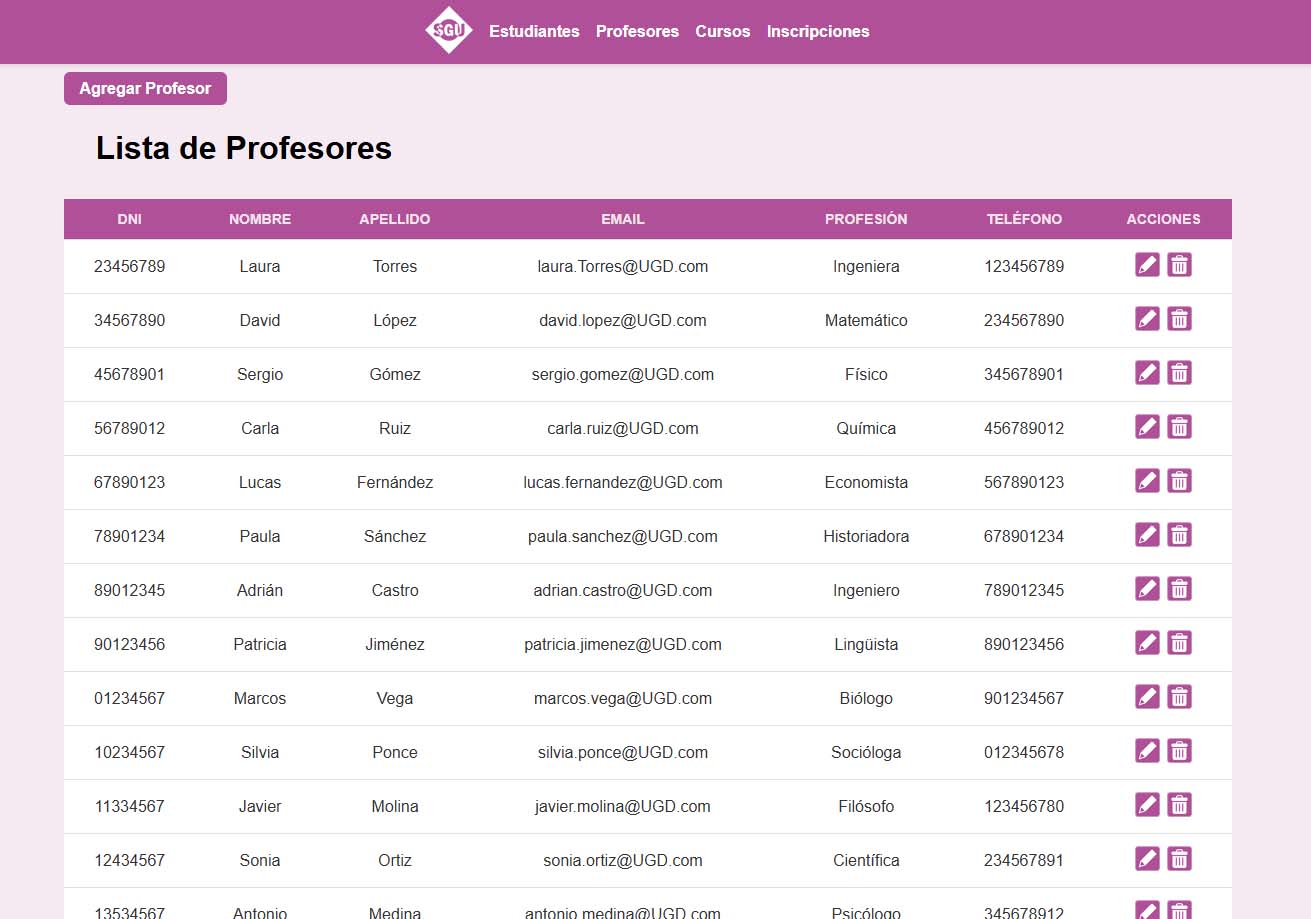 SGU Estudiantes Profesores Cursos Inscripciones
Agregar Profesor
Lista de Profesores
DNI NOMBRE APELLIDO EMAIL PROFESIÓN TELÉFONO ACCIONES
23456789 Laura Torres laura.Torres@UGD.com Ingeniera 123456789
34567890 David López david.lopez@UGD.com Matemático 234567890
45678901 Sergio Gómez sergio.gomez@UGD.com Físico 345678901
56789012 Carla Ruiz carla.ruiz@UGD.com Química 456789012
67890123 Lucas Fernández lucas.fernandez@UGD.com Economista 567890123
78901234 Paula Sánchez paula.sanchez@UGD.com Historiadora 678901234
89012345 Adrián Castro adrian.castro@UGD.com Ingeniero 789012345
90123456 Patricia Jiménez patricia.jimenez@UGD.com Lingüista 890123456
01234567 Marcos Vega marcos.vega@UGD.com Biólogo 901234567
10234567 Silvia Ponce silvia.ponce@UGD.com Socióloga 012345678
11334567 Javier Molina javier.molina@UGD.com Filósofo 123456780
12434567 Sonia Ortiz sonia.ortiz@UGD.com Científica 234567891
13534567 Antonio Medina antonio.medina@UGD.com Psicólogo 345678912